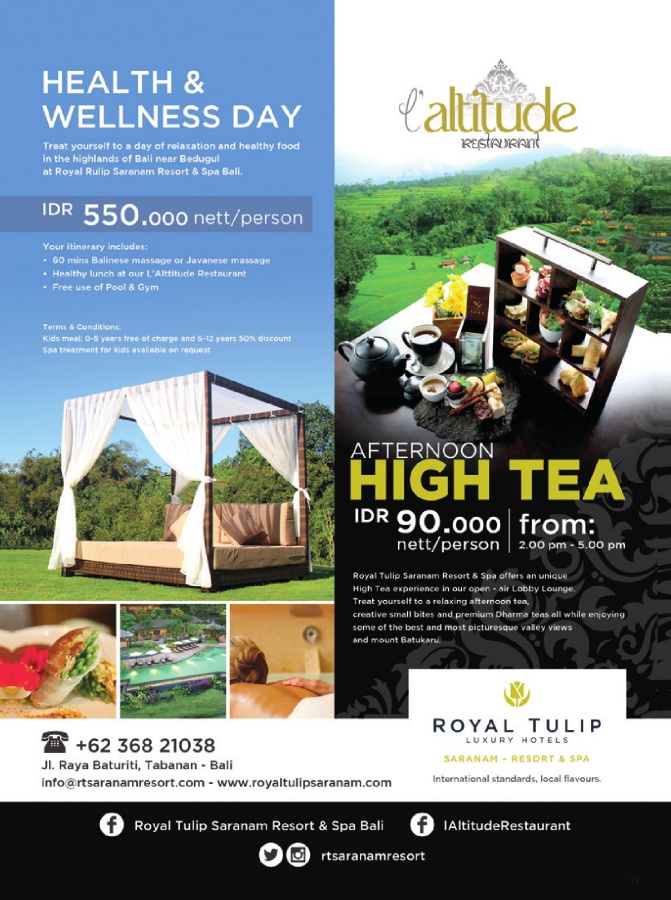 HEALTH &
WELLNESS DAY
Treat yourself to a day of relaxation and healthy food
in the highlands of Bali near Bedugul
at Royal Rulip Saranam Resort & Spa Bali.
IDR 550.000 nett/person
Your itinerary includes:
• 60 mins Balinese massage or Javanese massage
• Healthy lunch at our L'Alttitude Restaurant
• Free use of Pool & Gym
Terms & Conditions:
Kids meal: 0-5 years free of charge and 6-12 years 50% discount
Spa treatment for kids available on request
l'altitude
RESTAURANT
AFTERNOON
HIGH TEA
IDR 90.000
nett/person
from:
2.00 pm - 5.00 pm
Royal Tulip Saranam Resort & Spa offers an unique
High Tea experience in our open - air Lobby Lounge.
Treat yourself to a relaxing afternoon tea,
creative small bites and premium Dharma teas all while enjoying
some of the best and most picturesque valley views
and mount Batukaru.
ROYAL TULIP
LUXURY HOTELS
SARANAM - RESORT & SPA
International standards, local flavours.
+62 368 21038
Jl. Raya Baturiti, Tabanan - Bali
info@rtsaranamresort.com - www.royaltulipsaranam.com
Royal Tulip Saranam Resort & Spa Bali
lAltitudeRestaurant
rtsaranamresort